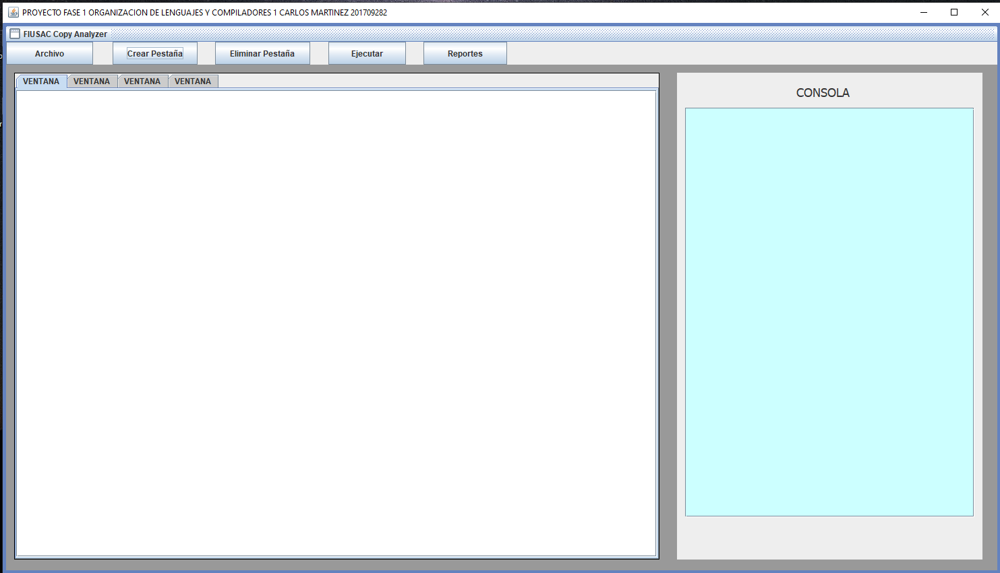 PROYECTO FASE 1 ORGANIZACION DE LENGUAJES Y COMPILADORES 1 CARLOS MARTINEZ 201709282
FIUSAC Copy Analyzer
Archivo Crear Pestaña Eliminar Pestaña Ejecutar Reportes
VENTANA VENTANA VENTANA VENTANA
CONSOLA